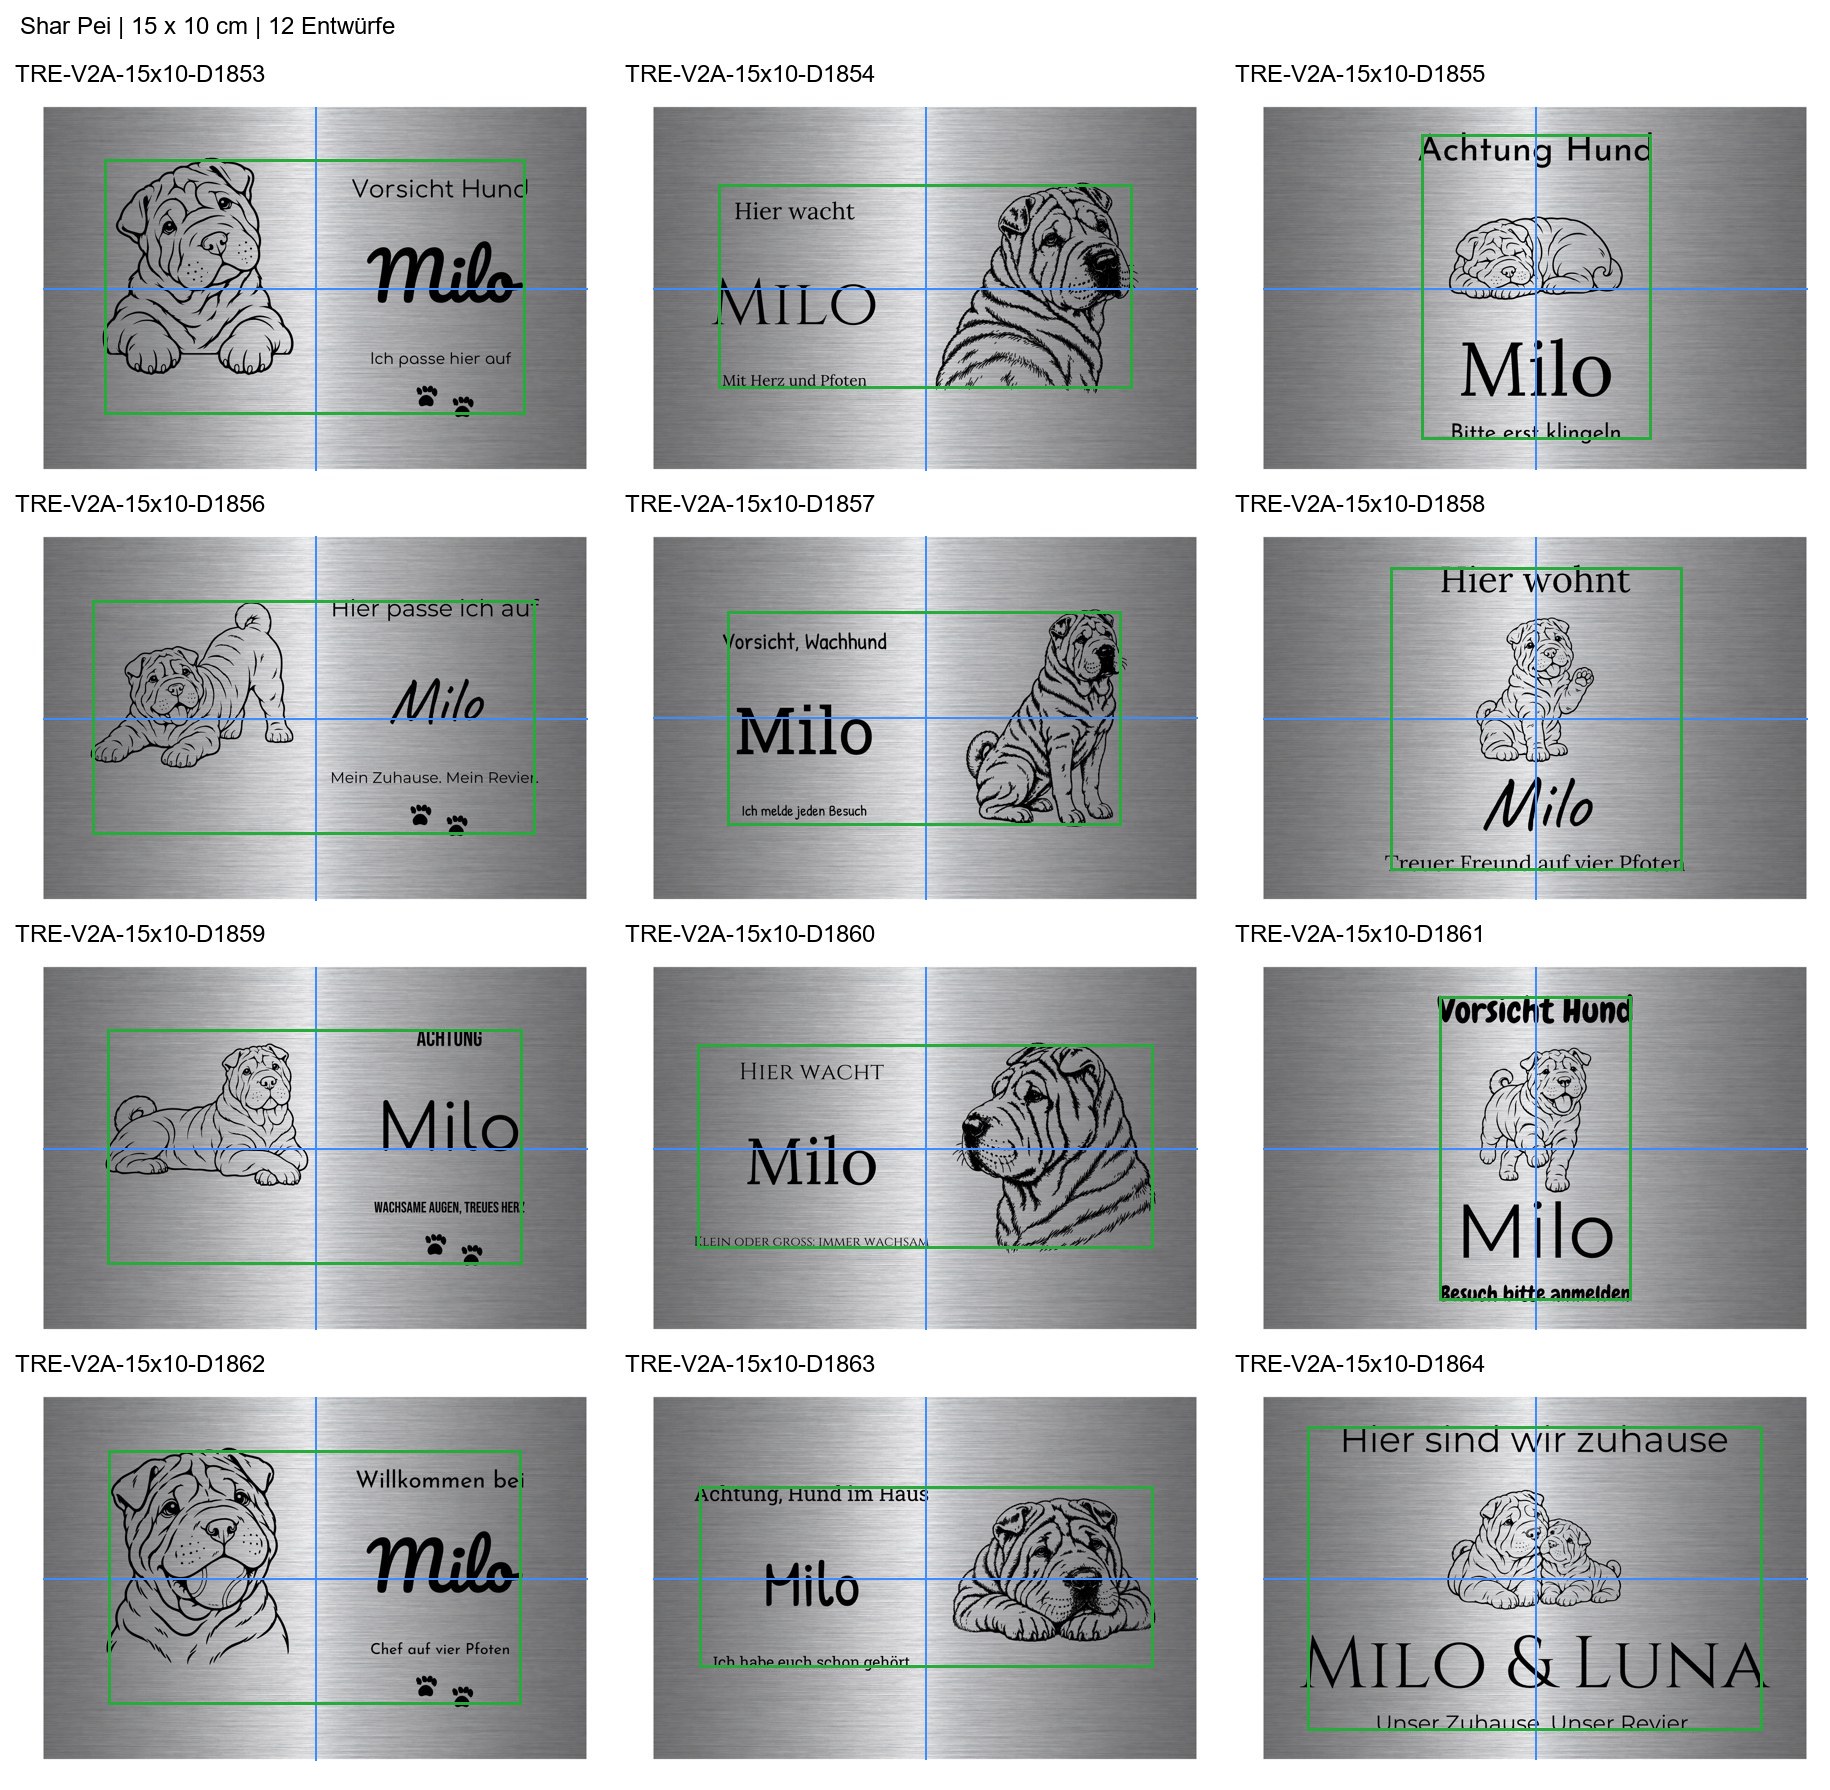 Shar Pei | 15 x 10 cm | 12 Entwürfe
TRE-V2A-15x10-D1853
Vorsicht Hund
Milo
Ich passe hier auf
TRE-V2A-15x10-D1854
Hier wacht
Milo
Mit Herz und Pfoten
TRE-V2A-15x10-D1855
Achtung Hund
Milo
Bitte erst klingeln
TRE-V2A-15x10-D1856
Hier passe ich auf
Milo
Mein Zuhause. Mein Revier.
TRE-V2A-15x10-D1857
Vorsicht, Wachhund
Milo
Ich melde jeden Besuch
TRE-V2A-15x10-D1858
Hier wohnt
Milo
Treuer Freund auf vier Pfoten
TRE-V2A-15x10-D1859
ACHTUNG
Milo
WACHSAME AUGEN, TREUES HERZ
TRE-V2A-15x10-D1860
Hier wacht
Milo
Klein oder gross: immer wachsam
TRE-V2A-15x10-D1861
Vorsicht Hund
Milo
Besuch bitte anmelden
TRE-V2A-15x10-D1862
Willkommen bei
Milo
Chef auf vier Pfoten
TRE-V2A-15x10-D1863
Achtung, Hund im Haus
Milo
Ich habe euch schon gehört
TRE-V2A-15x10-D1864
Hier sind wir zuhause
Milo & Luna
Unser Zuhause. Unser Revier.